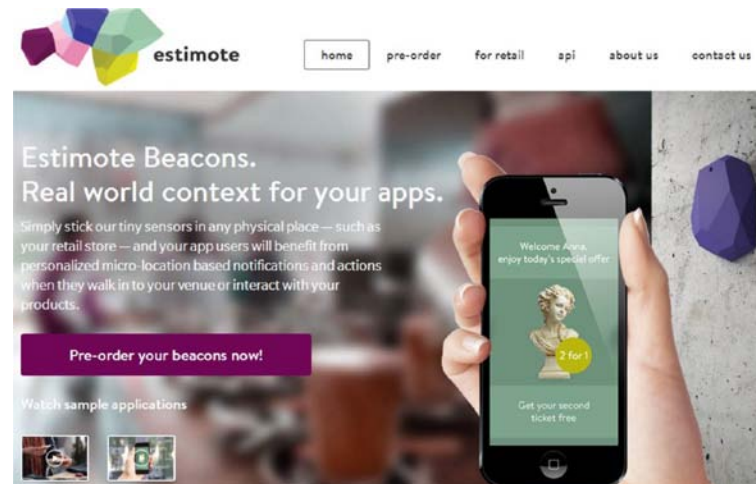 estimote
home
pre-order
for retail
api
about us
contact us
Estimote Beacons.
Real world context for your apps.
Simply stick our tiny sensors in any physical place — such as
your retail store — and your app users will benefit from
personalized micro-location based notifications and actions
when they walk in to your venue or interact with your
products.
Pre-order your beacons now!
Watch sample applications
Welcome Anna,
enjoy today's special offer
2 for 1
Get your second
ticket free